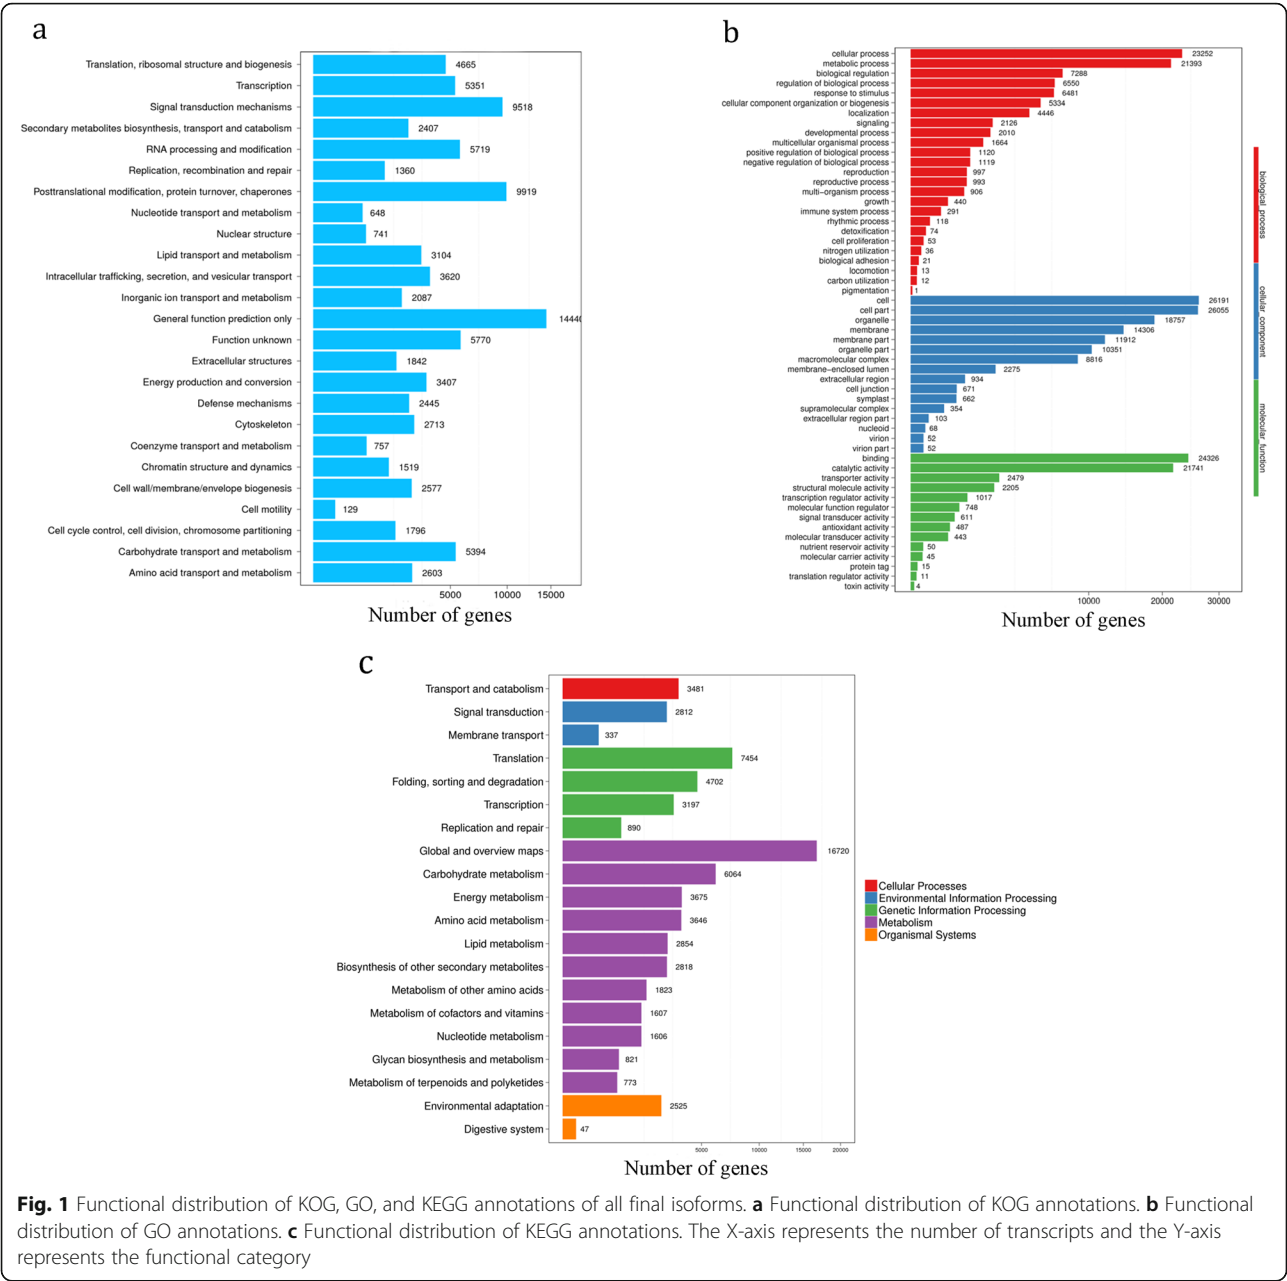 a
Translation, ribosomal structure and biogenesis 4665
Transcription 5351
Signal transduction mechanisms 9518
Secondary metabolites biosynthesis, transport and catabolism 2407
RNA processing and modification 5719
Replication, recombination and repair 1360
Posttranslational modification, protein turnover, chaperones 9919
Nucleotide transport and metabolism 648
Nuclear structure 741
Lipid transport and metabolism 3104
Intracellular trafficking, secretion, and vesicular transport 3620
Inorganic ion transport and metabolism 2087
General function prediction only 14440
Function unknown 5770
Extracellular structures 1842
Energy production and conversion 3407
Defense mechanisms 2445
Cytoskeleton 2713
Coenzyme transport and metabolism 757
Chromatin structure and dynamics 1519
Cell wall/membrane/envelope biogenesis 2577
Cell motility 129
Cell cycle control, cell division, chromosome partitioning 1796
Carbohydrate transport and metabolism 5394
Amino acid transport and metabolism 2603
5000 10000 15000
Number of genes
b
cellular process 23252
metabolic process 21393
biological regulation 7288
regulation of biological process 6550
response to stimulus 6481
cellular component organization or biogenesis 5334
localization 4446
signaling 2126
developmental process 2010
multicellular organismal process 1664
positive regulation of biological process 1120
negative regulation of biological process 1119
reproduction 997
reproductive process 993
multi−organism process 906
growth 440
immune system process 291
rhythmic process 118
detoxification 74
cell proliferation 53
nitrogen utilization 36
biological adhesion 21
locomotion 13
carbon utilization 12
pigmentation 1
cell 26191
cell part 26055
organelle 18757
membrane 14306
membrane part 11912
organelle part 10351
macromolecular complex 8816
membrane−enclosed lumen 2275
extracellular region 934
cell junction 671
symplast 662
supramolecular complex 354
extracellular region part 103
nucleoid 68
virion 52
virion part 52
binding 24326
catalytic activity 21741
transporter activity 2479
structural molecule activity 2205
transcription regulator activity 1017
molecular function regulator 748
signal transducer activity 611
antioxidant activity 487
molecular transducer activity 443
nutrient reservoir activity 50
molecular carrier activity 45
protein tag 15
translation regulator activity 11
toxin activity 4
10000 20000 30000
Number of genes
biological_process
cellular_component
molecular_function
c
Transport and catabolism 3481
Signal transduction 2812
Membrane transport 337
Translation 7454
Folding, sorting and degradation 4702
Transcription 3197
Replication and repair 890
Global and overview maps 16720
Carbohydrate metabolism 6064
Energy metabolism 3675
Amino acid metabolism 3646
Lipid metabolism 2854
Biosynthesis of other secondary metabolites 2818
Metabolism of other amino acids 1823
Metabolism of cofactors and vitamins 1607
Nucleotide metabolism 1606
Glycan biosynthesis and metabolism 821
Metabolism of terpenoids and polyketides 773
Environmental adaptation 2525
Digestive system 47
5000 10000 15000 20000
Number of genes
Cellular Processes
Environmental Information Processing
Genetic Information Processing
Metabolism
Organismal Systems
Fig. 1 Functional distribution of KOG, GO, and KEGG annotations of all final isoforms. a Functional distribution of KOG annotations. b Functional
distribution of GO annotations. c Functional distribution of KEGG annotations. The X-axis represents the number of transcripts and the Y-axis
represents the functional category